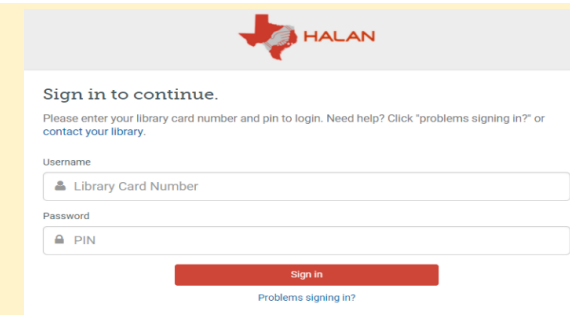 HALAN
Sign in to continue.
Please enter your library card number and pin to login. Need help? Click "problems signing in?" or
contact your library.
Username
Library Card Number
Password
PIN
Sign in
Problems signing in?